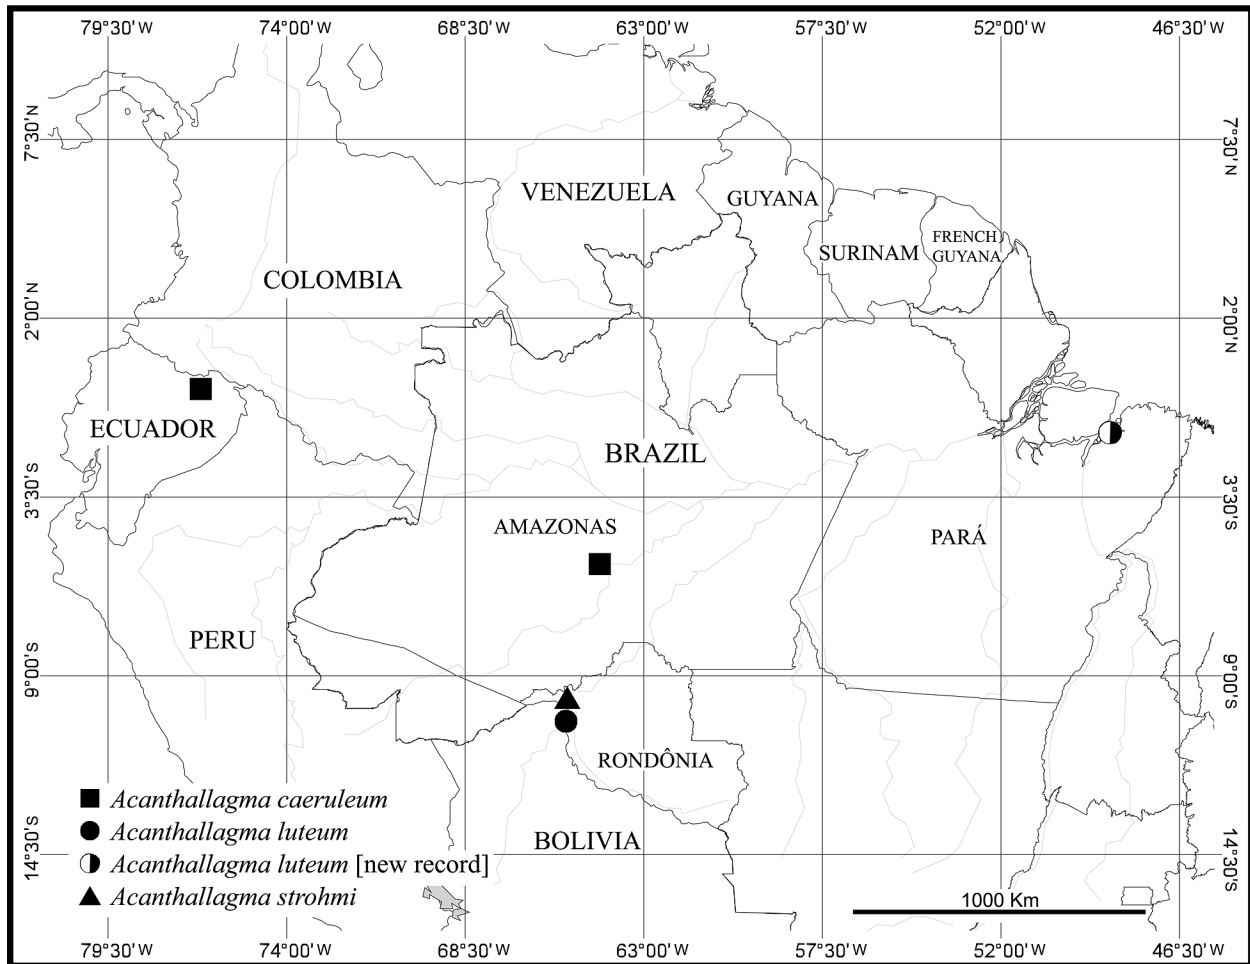 79°30'W 74°00'W 68°30'W 63°00'W 57°30'W 52°00'W 46°30'W
7°30'N 7°30'N
VENEZUELA
GUYANA
FRENCH
GUYANA
SURINAM
COLOMBIA
2°00'N 2°00'N
ECUADOR
BRAZIL
3°30'S 3°30'S
AMAZONAS
PARÁ
PERU
9°00'S 9°00'S
RONDÔNIA
Acanthallagma caeruleum
Acanthallagma luteum
BOLIVIA
14°30'S 14°30'S
Acanthallagma luteum [new record]
Acanthallagma strohmi
1000 Km
79°30'W 74°00'W 68°30'W 63°00'W 57°30'W 52°00'W 46°30'W